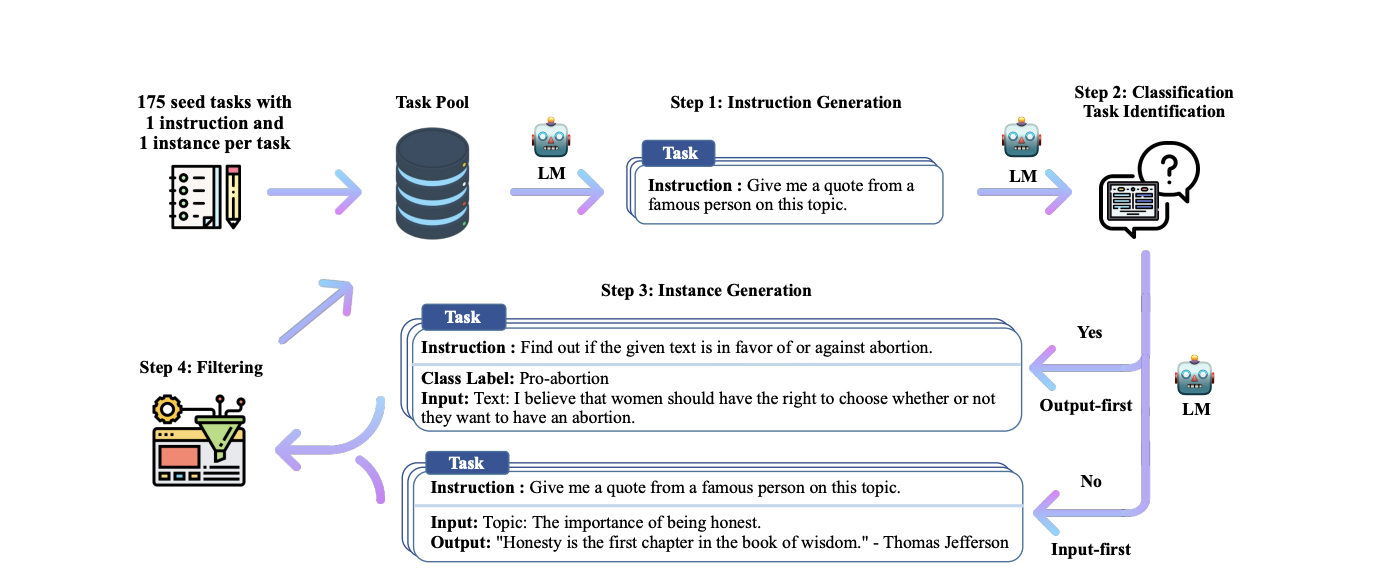 175 seed tasks with
1 instruction and
1 instance per task
Task Pool
LM
Step 1: Instruction Generation
Task
Instruction : Give me a quote from a
famous person on this topic.
LM
Step 2: Classification
Task Identification
?
Step 3: Instance Generation
Task
Instruction : Find out if the given text is in favor of or against abortion.
Class Label: Pro-abortion
Input: Text: I believe that women should have the right to choose whether or not
they want to have an abortion.
Yes
Output-first
LM
Step 4: Filtering
Task
Instruction : Give me a quote from a famous person on this topic.
Input: Topic: The importance of being honest.
Output: "Honesty is the first chapter in the book of wisdom." - Thomas Jefferson
No
Input-first